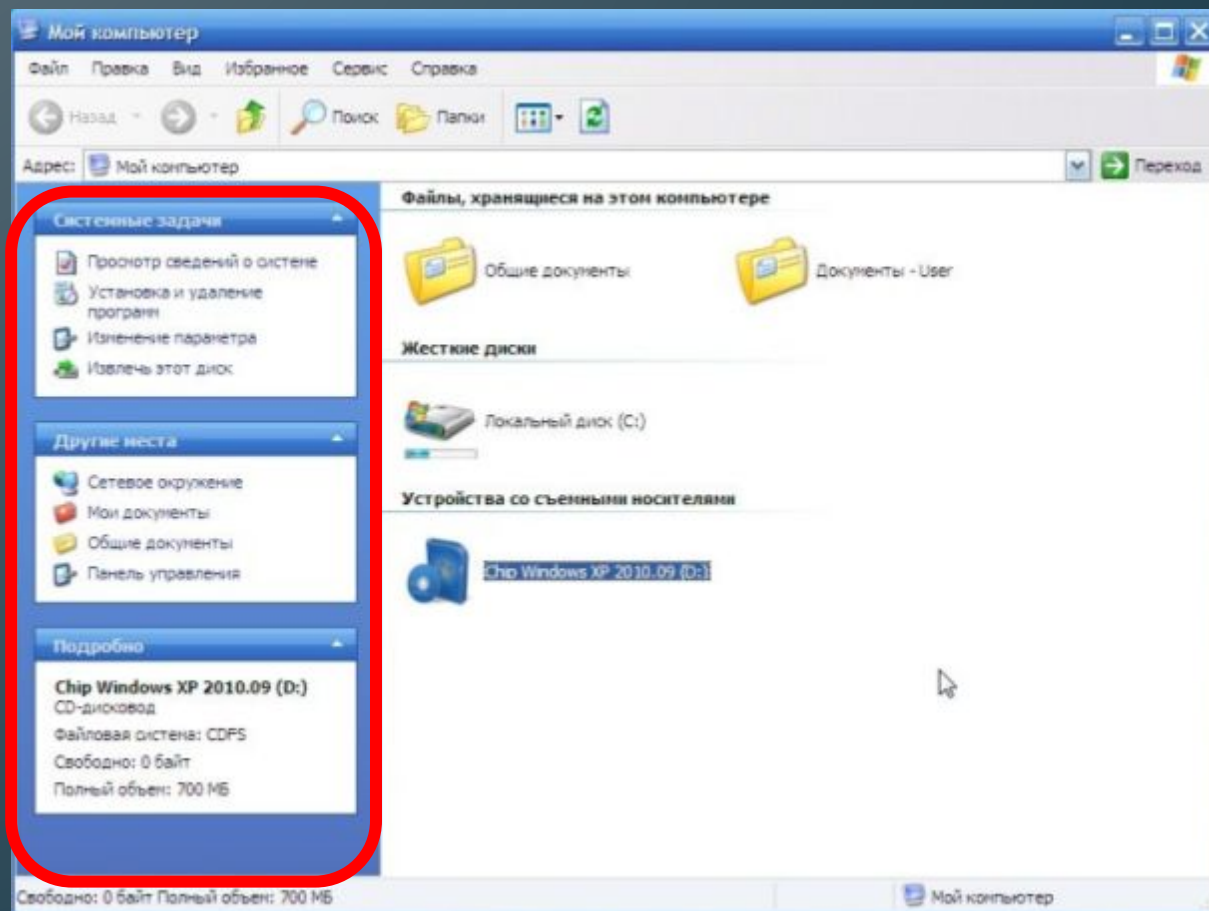 Мой компьютер
Файл Правка Вид Избранное Сервис Справка
Назад Поиск Папки
Адрес: Мой компьютер Переход
Системные задачи
Просмотр сведений о системе
Установка и удаление
программ
Изменение параметра
Извлечь этот диск
Другие места
Сетевое окружение
Мои документы
Общие документы
Панель управления
Подробно
Chip Windows XP 2010.09 (D:)
CD-дисковод
Файловая система: CDFS
Свободно: 0 байт
Полный объем: 700 МБ
Файлы, хранящиеся на этом компьютере
Общие документы Документы - User
Жесткие диски
Локальный диск (C:)
Устройства со съемными носителями
Chip Windows XP 2010.09 (D:)
Свободно: 0 байт Полный объем: 700 МБ Мой компьютер